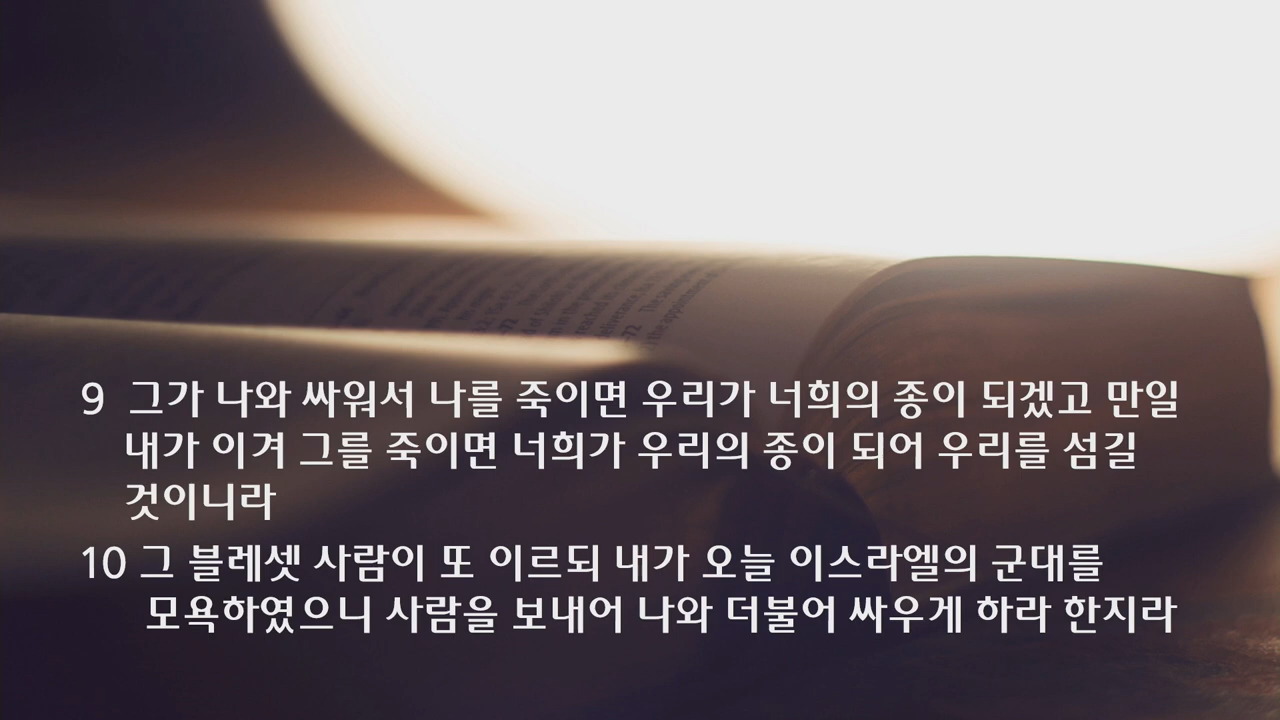 9 그가 나와 싸워서 나를 죽이면 우리가 너희의 종이 되겠고 만일
내가 이겨 그를 죽이면 너희가 우리의 종이 되어 우리를 섬길
것이니라
10 그 블레셋 사람이 또 이르되 내가 오늘 이스라엘의 군대를
모욕하였으니 사람을 보내어 나와 더불어 싸우게 하라 한지라